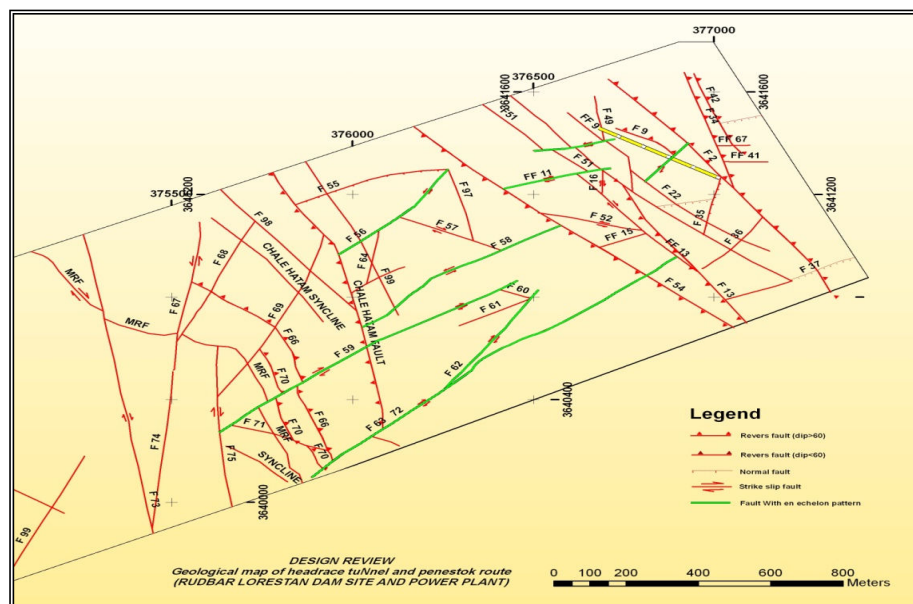 377000
376500
376000
375500
3641600
3641600
3641200
3641200
3640400
3640000
F 42
F 34
FF 67
FF 41
F 49
FF 9
F 9
F 2
F 51
F 16
FF 11
F 22
F 35
F 36
F 37
F 52
FF 15
FF 13
F 13
F 54
F 55
F 97
F 57
F 56
F 64
F 99
F 58
F 98
CHALE HATAM SYNCLINE
CHALE HATAM FAULT
F 68
F 67
F 69
F 66
F 59
F 60
F 61
F 62
F 63
72
MRF
MRF
MRF
MRF
F 70
F 70
F 70
F 66
F 71
SYNCLINE
F 74
F 75
F 73
F 99
Legend
Revers fault (dip>60)
Revers fault (dip<60)
Normal fault
Strike slip fault
Fault With en echelon pattern
DESIGN REVIEW
Geological map of headrace tuNnel and penestok route
(RUDBAR LORESTAN DAM SITE AND POWER PLANT)
0 50 100 200 400 600 800
Meters